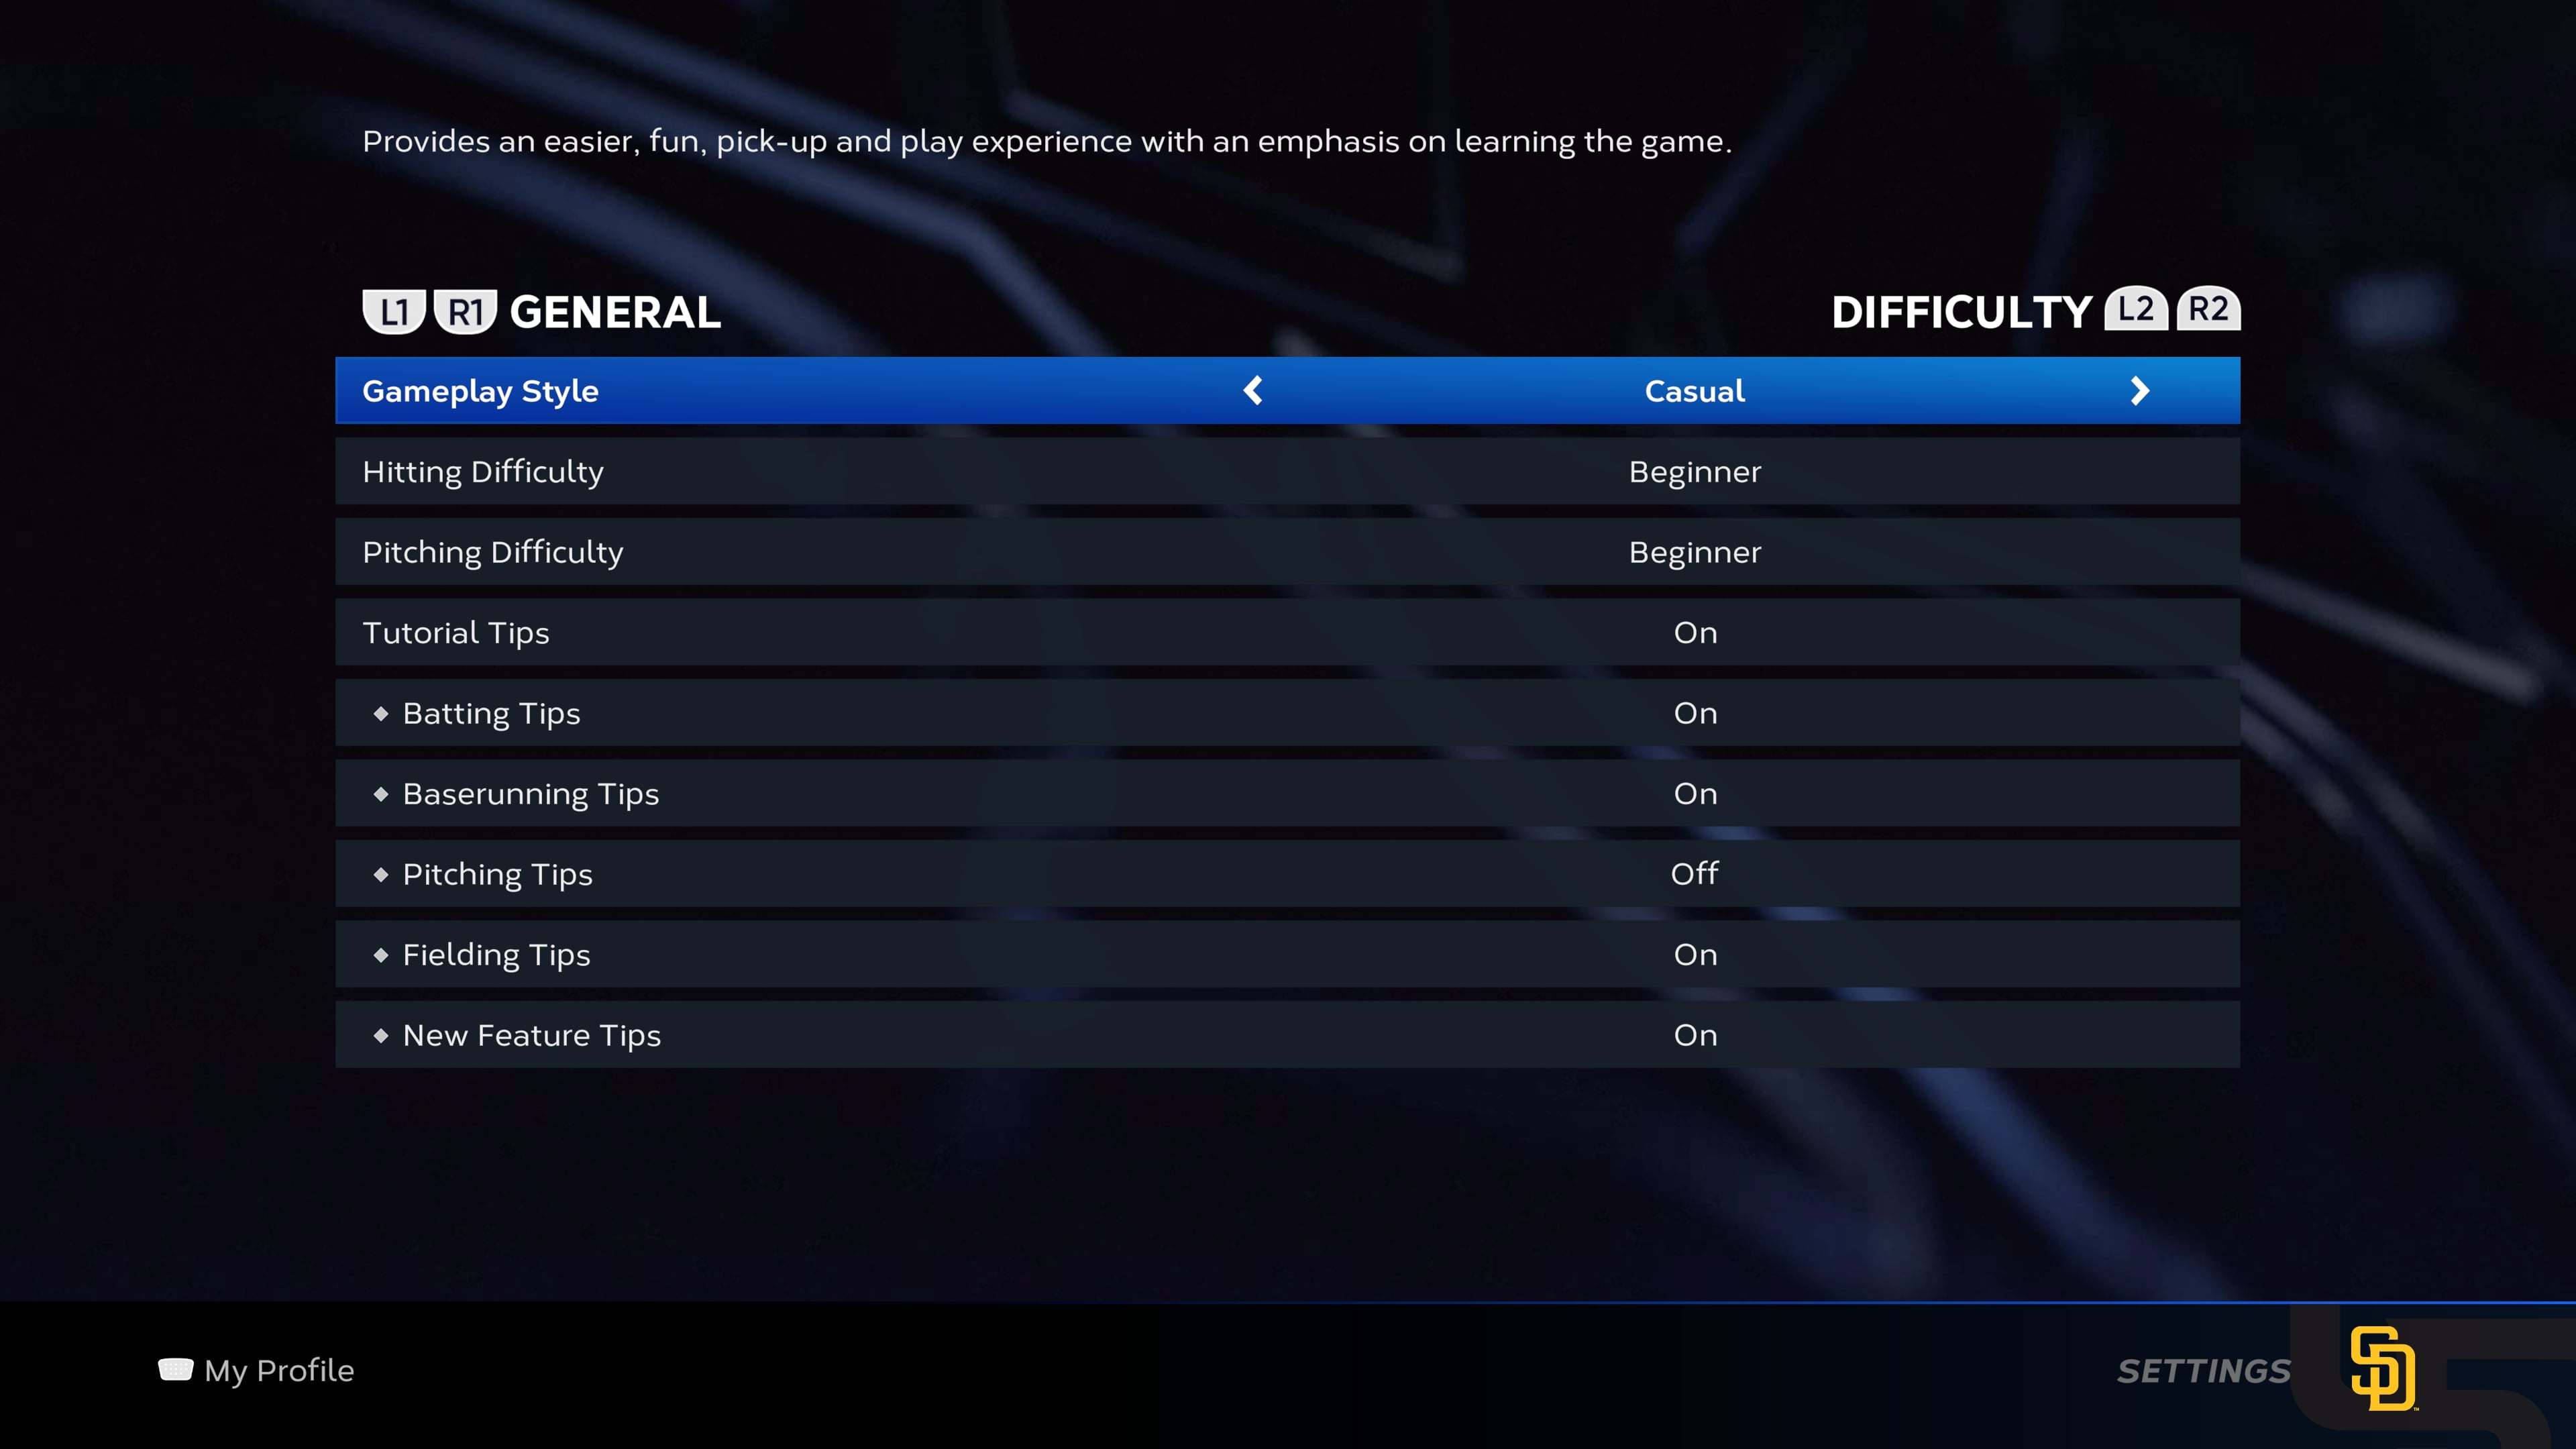 Provides an easier, fun, pick-up and play experience with an emphasis on learning the game.
L1 R1 GENERAL DIFFICULTY L2 R2
Gameplay Style Casual
Hitting Difficulty Beginner
Pitching Difficulty Beginner
Tutorial Tips On
Batting Tips On
Baserunning Tips On
Pitching Tips Off
Fielding Tips On
New Feature Tips On
My Profile SETTINGS SD